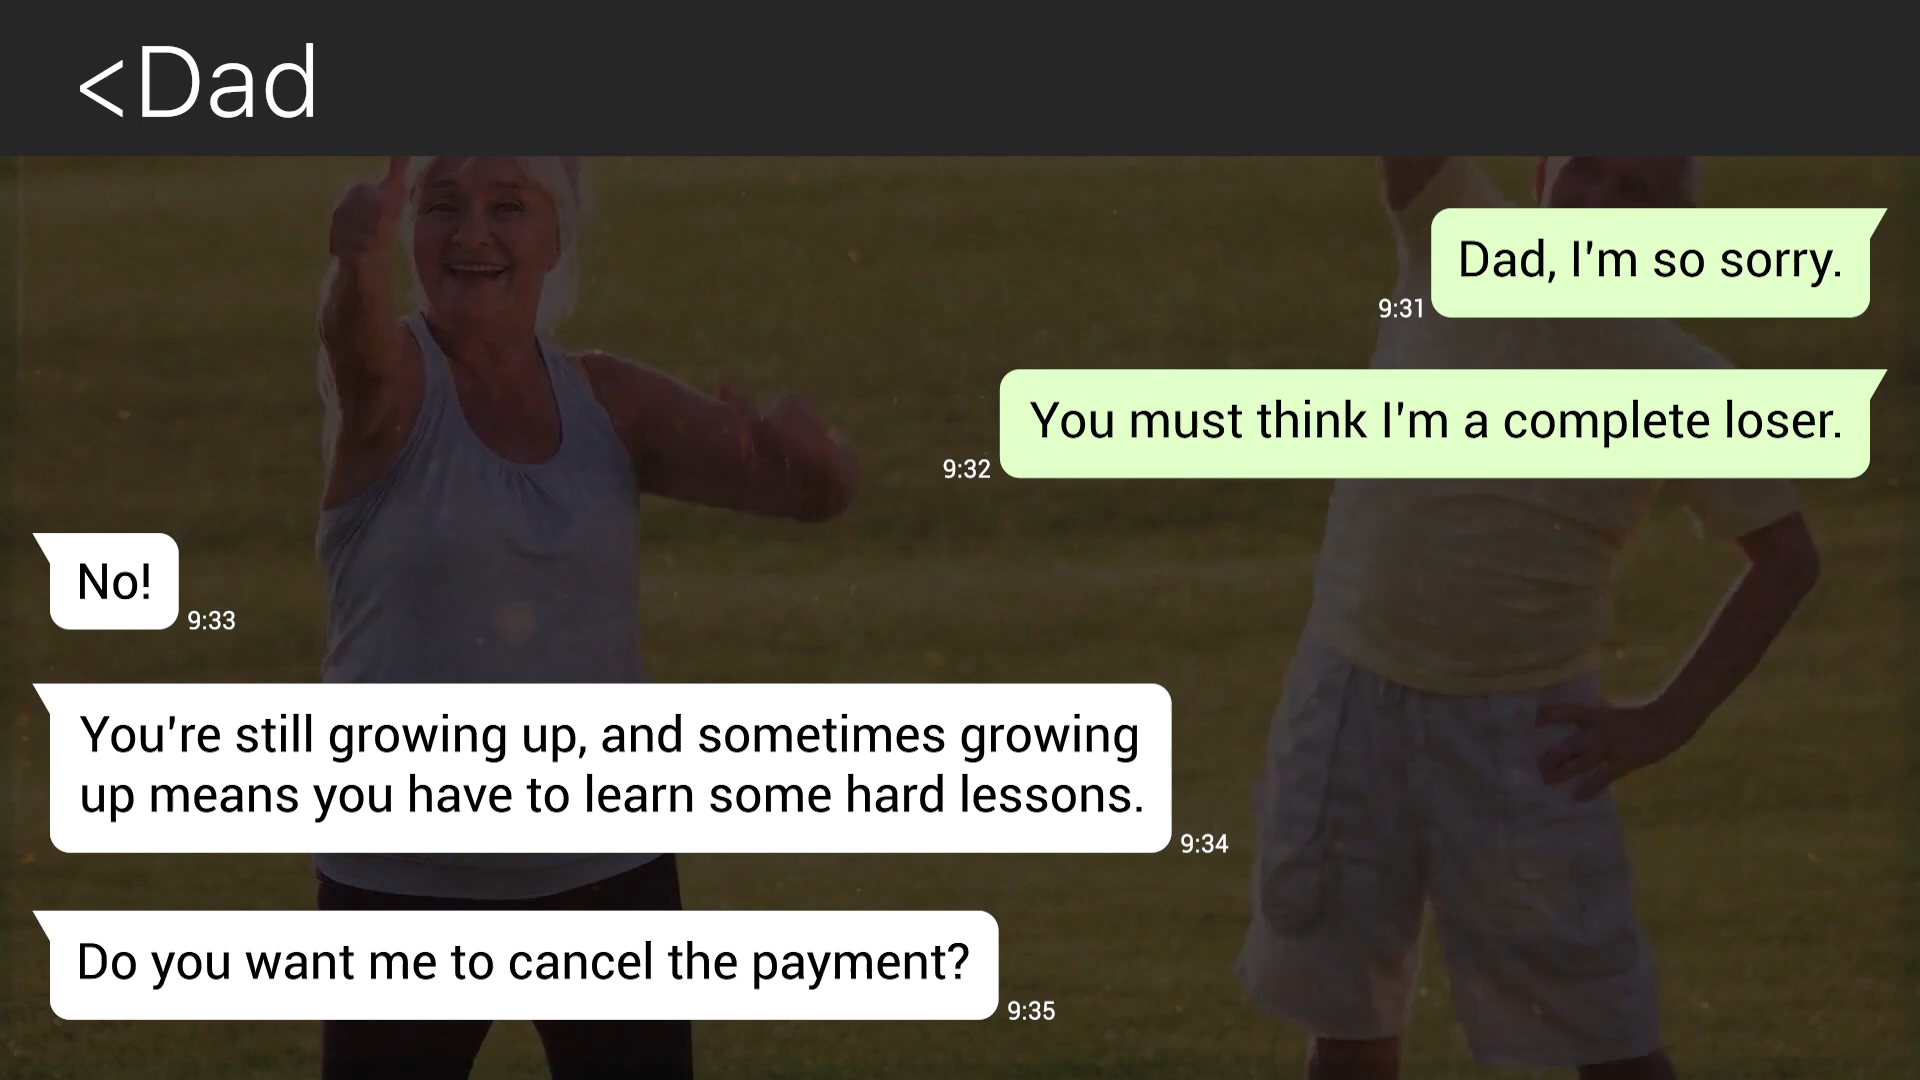 <Dad
Dad, I'm so sorry.
9:31
You must think I'm a complete loser.
9:32
No!
9:33
You're still growing up, and sometimes growing
up means you have to learn some hard lessons.
9:34
Do you want me to cancel the payment?
9:35